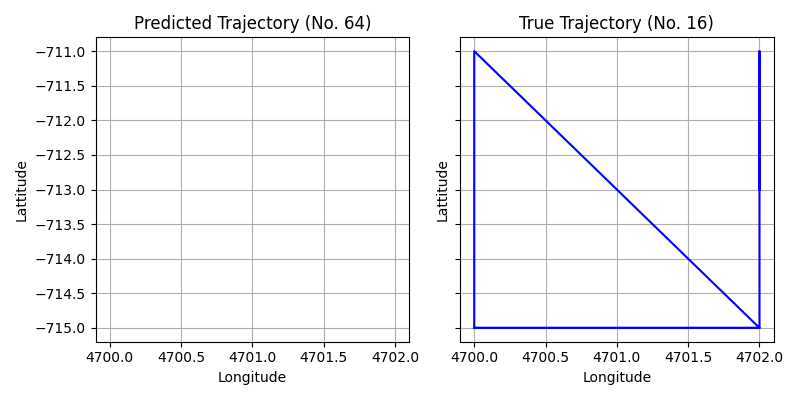 Predicted Trajectory (No. 64)
Lattitude
−711.0
−711.5
−712.0
−712.5
−713.0
−713.5
−714.0
−714.5
−715.0
4700.0 4700.5 4701.0 4701.5 4702.0
Longitude
True Trajectory (No. 16)
Lattitude
4700.0 4700.5 4701.0 4701.5 4702.0
Longitude